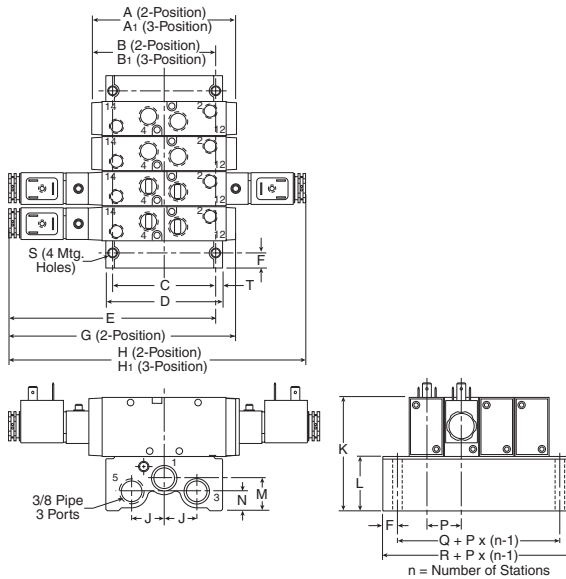 A (2-Position)
A1 (3-Position)
B (2-Position)
B1 (3-Position)
14
2
4
12
14
2
4
12
14
2
4
12
14
2
4
12
S (4 Mtg.
Holes)
F
C
T
D
E
G (2-Position)
H (2-Position)
H1 (3-Position)
1
5
3
3/8 Pipe
3 Ports
J
J
N
M
K
L
F
P
Q + P x (n-1)
R + P x (n-1)
n = Number of Stations